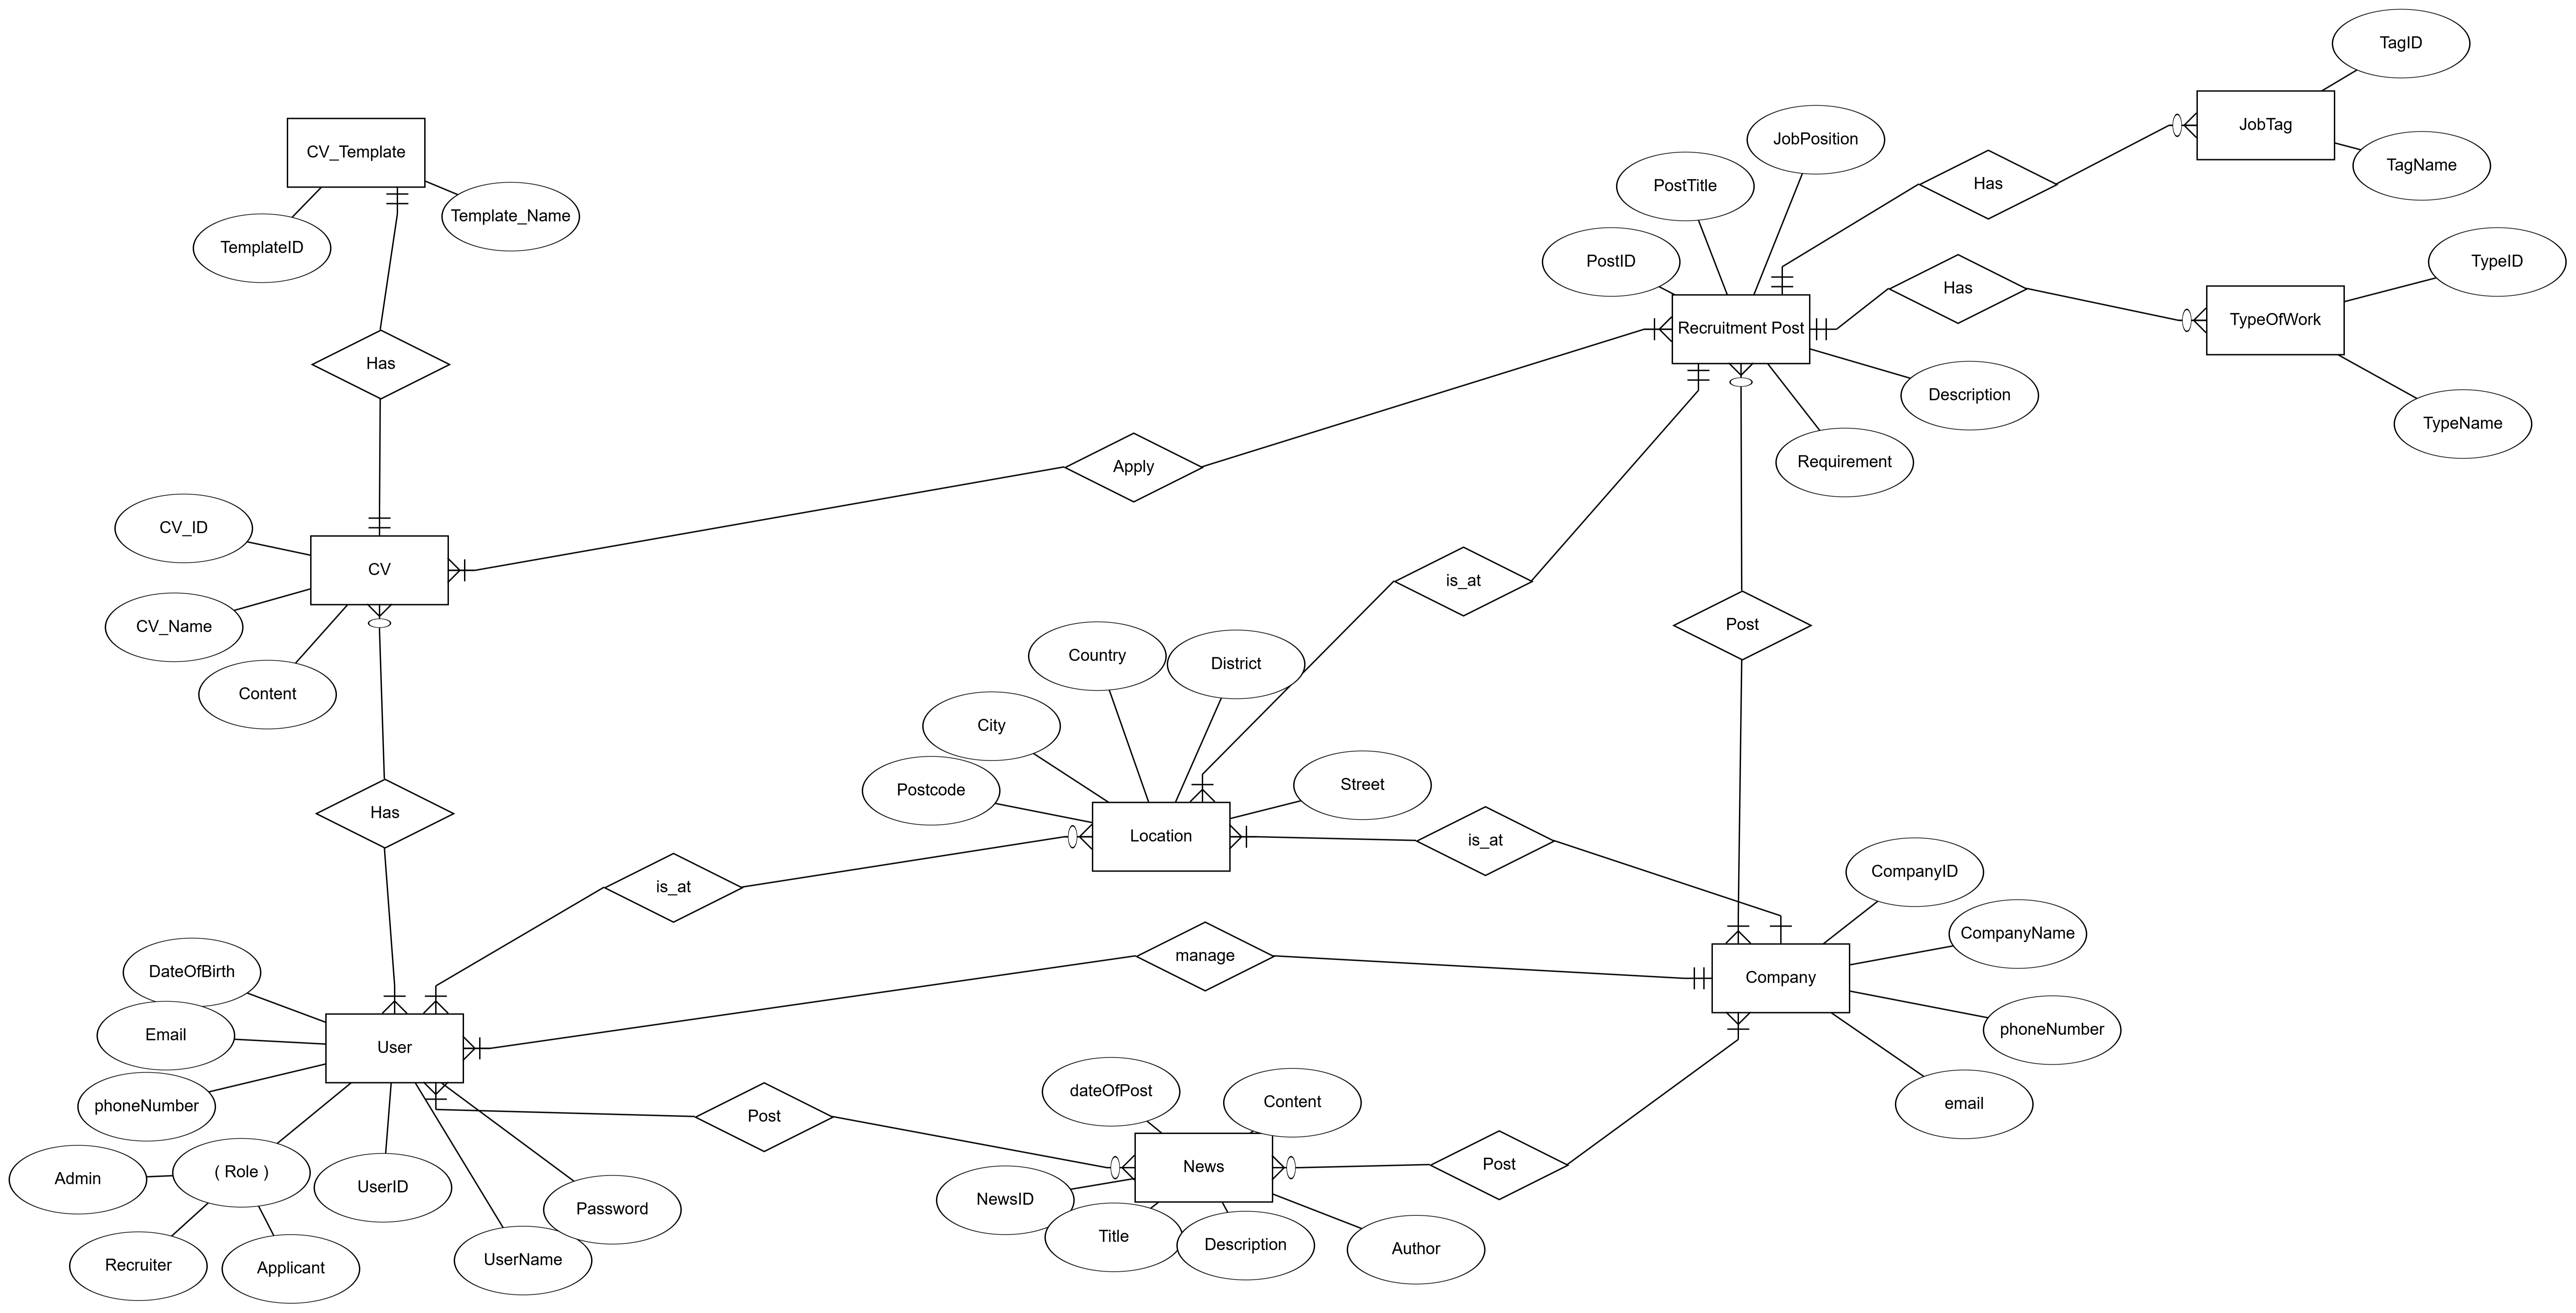 TagID
JobTag
JobPosition
CV_Template
TagName
PostTitle
Has
Template_Name
TemplateID
PostID
TypeID
Has
TypeOfWork
Recruitment Post
Has
Description
TypeName
Requirement
Apply
CV_ID
CV
is_at
CV_Name
Post
Country
District
Content
City
Street
Postcode
Has
Location
is_at
CompanyID
is_at
CompanyName
manage
DateOfBirth
Company
phoneNumber
Email
User
dateOfPost
Content
email
phoneNumber
Post
News
Post
( Role )
Admin
UserID
NewsID
Password
Title
Description
Author
UserName
Recruiter
Applicant